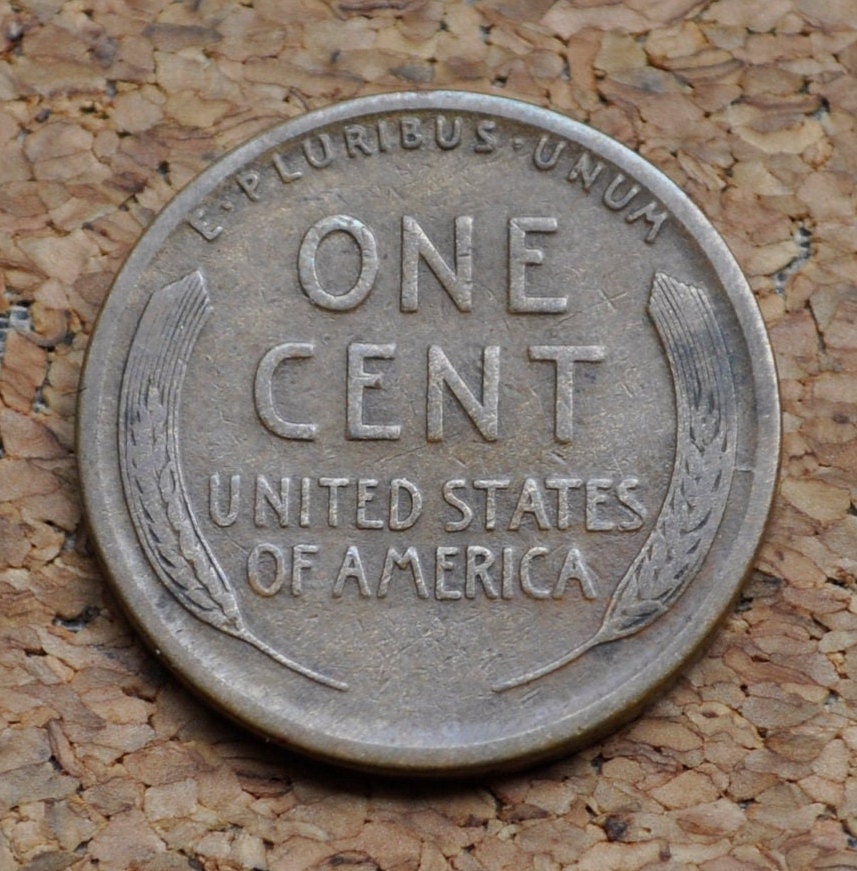 E·PLURIBUS·UNUM
ONE
CENT
UNITED STATES
OF AMERICA